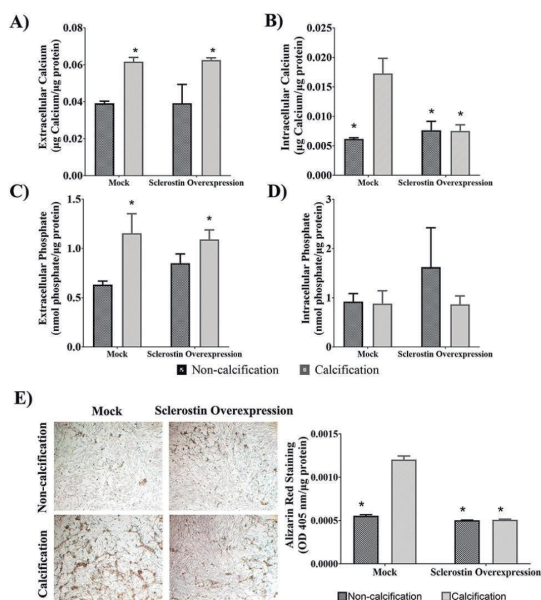 A)
Extracellular Calcium
(µg Calcium/µg protein)
0.08
0.06
0.04
0.02
0.00
*
*
Mock
Sclerostin Overexpression
B)
Intracellular Calcium
(µg Calcium/µg protein)
0.025
0.020
0.015
0.010
0.005
0.000
*
*
*
Mock
Sclerostin Overexpression
C)
Extracellular Phosphate
(nmol phosphate/µg protein)
1.5
1.0
0.5
0.0
*
*
Mock
Sclerostin Overexpression
D)
Intracellular Phosphate
(nmol phosphate/µg protein)
3
2
1
0
Mock
Sclerostin Overexpression
Non-calcification
Calcification
E)
Mock
Sclerostin Overexpression
Non-calcification
Calcification
Alizarin Red Staining
(OD 405 nm/µg protein)
0.0015
0.0010
0.0005
0.0000
*
*
*
Mock
Sclerostin Overexpression
Non-calcification
Calcification